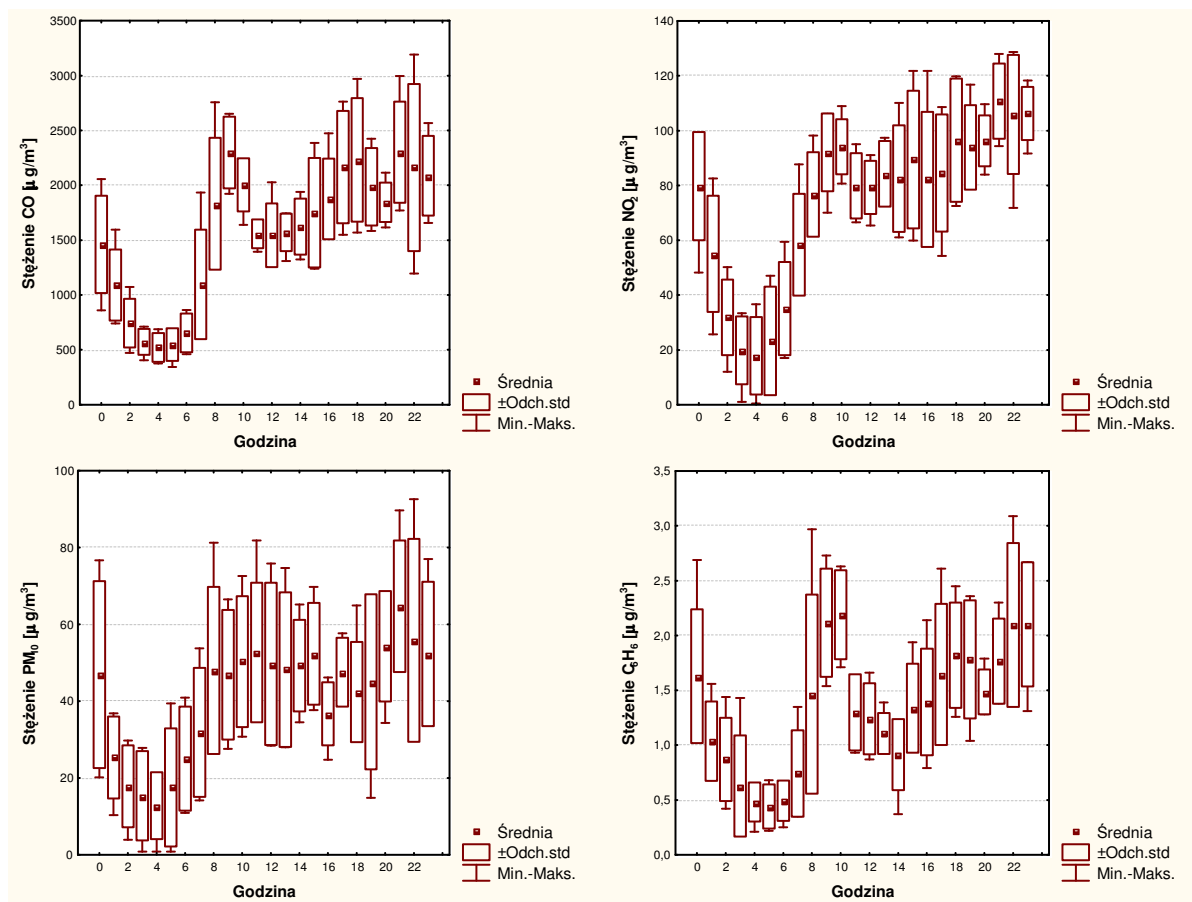 Stężenie CO [µg/m³]
3500
3000
2500
2000
1500
1000
500
0
0 2 4 6 8 10 12 14 16 18 20 22
Godzina
Średnia
±Odch.std
Min.-Maks.
Stężenie NO₂ [µg/m³]
140
120
100
80
60
40
20
0
0 2 4 6 8 10 12 14 16 18 20 22
Godzina
Średnia
±Odch.std
Min.-Maks.
Stężenie PM₁₀ [µg/m³]
100
80
60
40
20
0
0 2 4 6 8 10 12 14 16 18 20 22
Godzina
Średnia
±Odch.std
Min.-Maks.
Stężenie C₆H₆ [µg/m³]
3,5
3,0
2,5
2,0
1,5
1,0
0,5
0,0
0 2 4 6 8 10 12 14 16 18 20 22
Godzina
Średnia
±Odch.std
Min.-Maks.